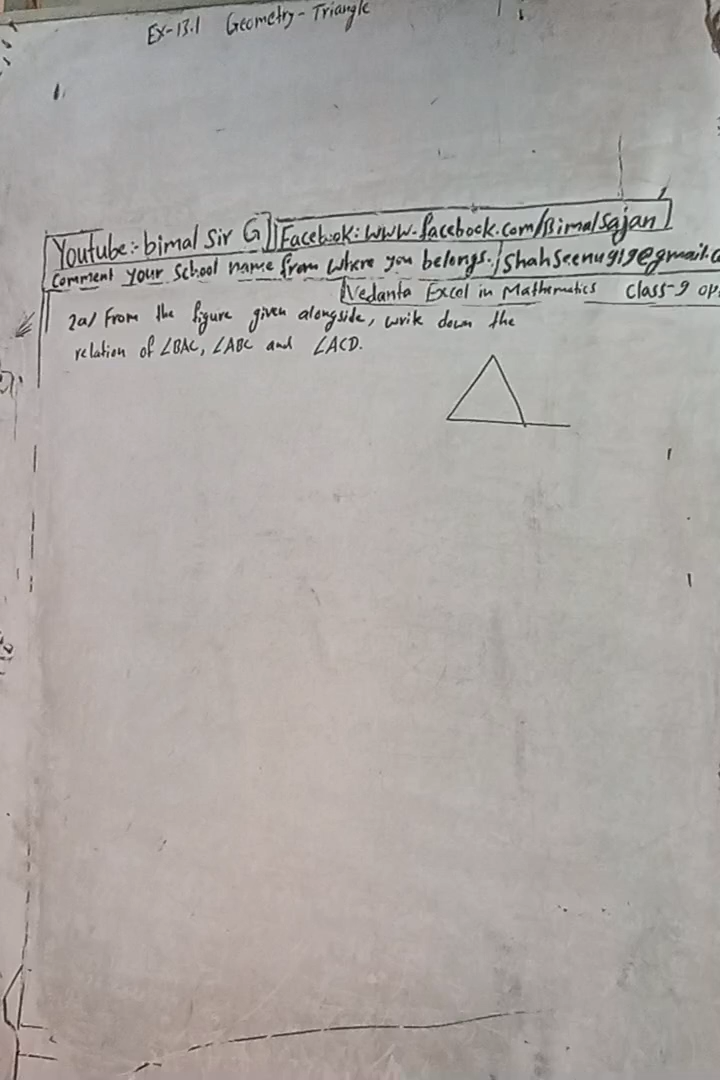 Ex-13.1 Geometry-Triangle
Youtube:- bimal Sir G Facebook: www.facebook.com/Bimalsajan
Comment your School name from where you belongs. shahseenu919@gmail.c
Vedanta Excel in Mathematics Class-9 op
2a/ From the figure given alongside, write down the
relation of ∠BAC, ∠ABC and ∠ACD.